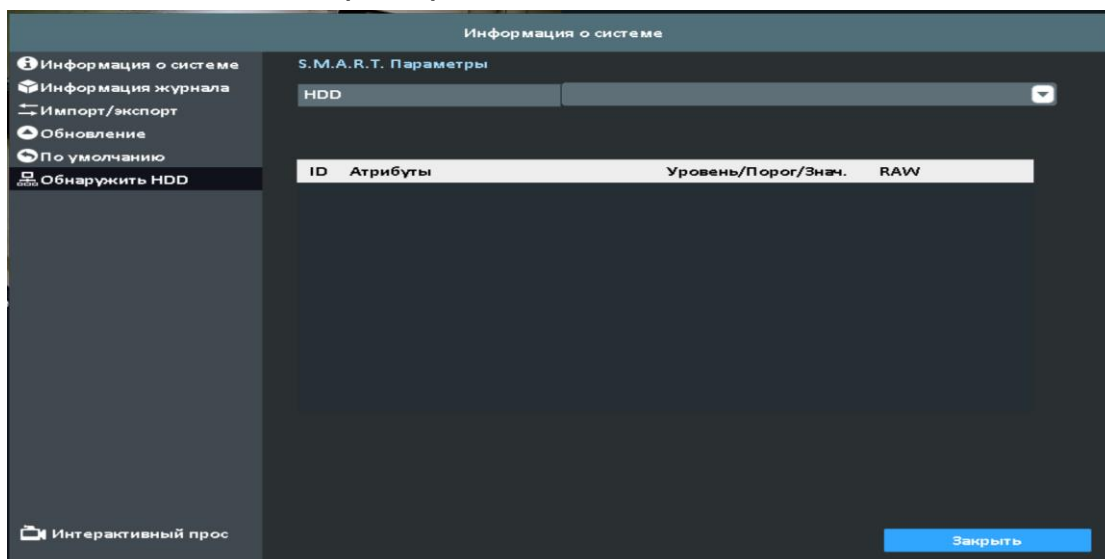 Информация о системе
Информация о системе
S.M.A.R.T. Параметры
Информация журнала
HDD
Импорт/экспорт
Обновление
По умолчанию
Обнаружить HDD
ID Атрибуты Уровень/Порог/Знач. RAW
Интерактивный прос
Закрыть